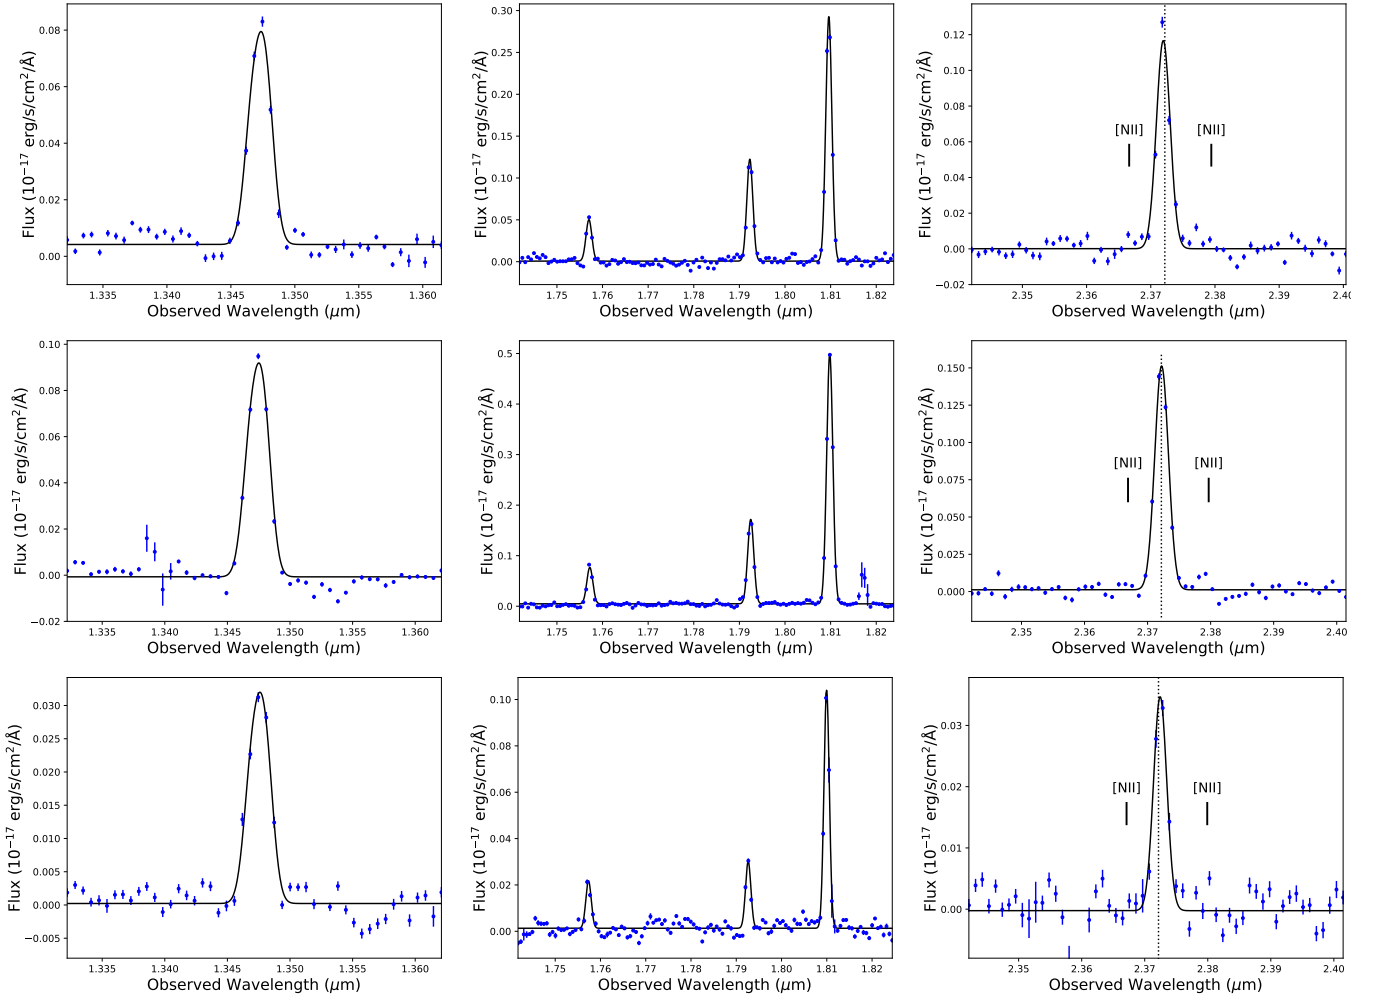 Flux (10⁻¹⁷ erg/s/cm²/Å)
0.08
0.06
0.04
0.02
0.00
1.335 1.340 1.345 1.350 1.355 1.360
Observed Wavelength (μm)
Flux (10⁻¹⁷ erg/s/cm²/Å)
0.30
0.25
0.20
0.15
0.10
0.05
0.00
1.75 1.76 1.77 1.78 1.79 1.80 1.81 1.82
Observed Wavelength (μm)
Flux (10⁻¹⁷ erg/s/cm²/Å)
0.12
0.10
0.08
0.06
0.04
0.02
0.00
−0.02
[NII] [NII]
2.35 2.36 2.37 2.38 2.39 2.40
Observed Wavelength (μm)
Flux (10⁻¹⁷ erg/s/cm²/Å)
0.10
0.08
0.06
0.04
0.02
0.00
−0.02
1.335 1.340 1.345 1.350 1.355 1.360
Observed Wavelength (μm)
Flux (10⁻¹⁷ erg/s/cm²/Å)
0.5
0.4
0.3
0.2
0.1
0.0
1.75 1.76 1.77 1.78 1.79 1.80 1.81 1.82
Observed Wavelength (μm)
Flux (10⁻¹⁷ erg/s/cm²/Å)
0.150
0.125
0.100
0.075
0.050
0.025
0.000
[NII] [NII]
2.35 2.36 2.37 2.38 2.39 2.40
Observed Wavelength (μm)
Flux (10⁻¹⁷ erg/s/cm²/Å)
0.030
0.025
0.020
0.015
0.010
0.005
0.000
−0.005
1.335 1.340 1.345 1.350 1.355 1.360
Observed Wavelength (μm)
Flux (10⁻¹⁷ erg/s/cm²/Å)
0.10
0.08
0.06
0.04
0.02
0.00
1.75 1.76 1.77 1.78 1.79 1.80 1.81 1.82
Observed Wavelength (μm)
Flux (10⁻¹⁷ erg/s/cm²/Å)
0.03
0.02
0.01
0.00
[NII] [NII]
2.35 2.36 2.37 2.38 2.39 2.40
Observed Wavelength (μm)